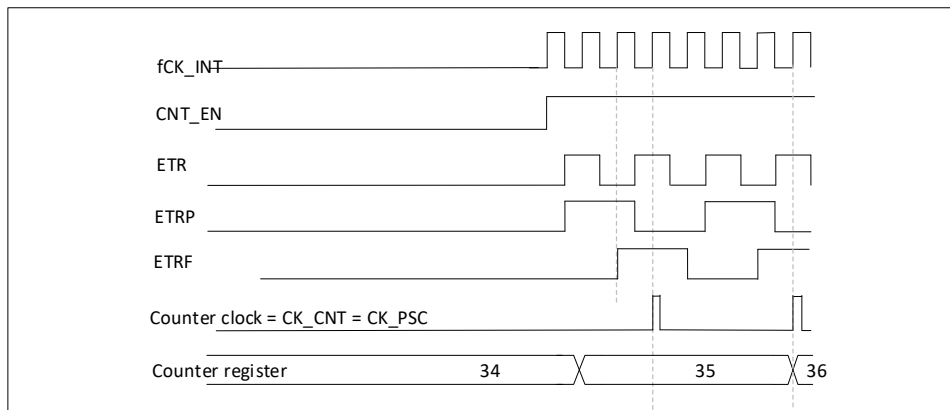 fCK_INT
CNT_EN
ETR
ETRP
ETRF
Counter clock = CK_CNT = CK_PSC
Counter register 34 35 36